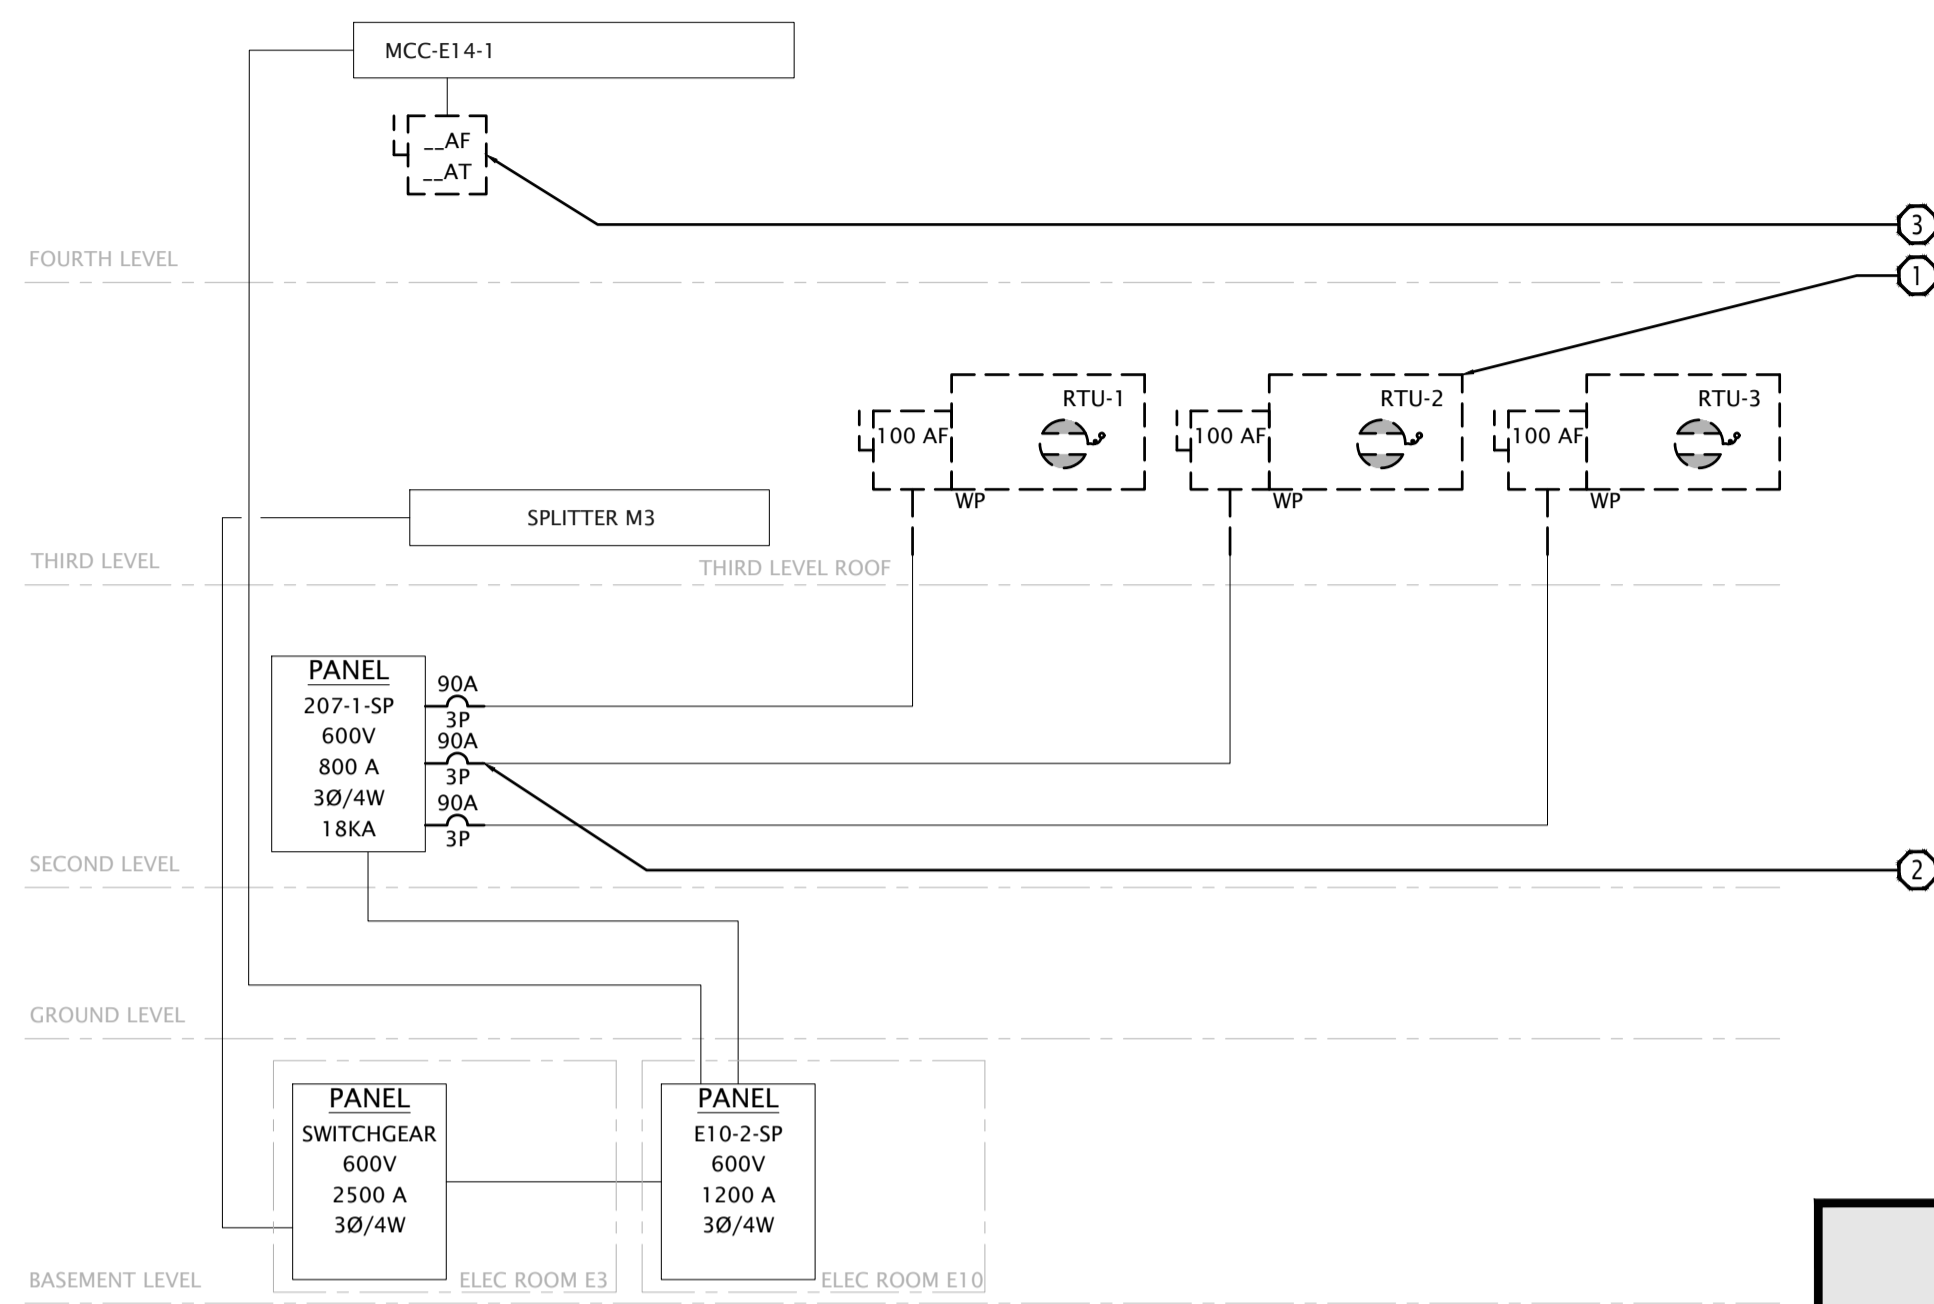 MCC-E14-1
__AF
__AT
3
FOURTH LEVEL
1
RTU-1
RTU-2
RTU-3
100 AF
100 AF
100 AF
WP
WP
WP
SPLITTER M3
THIRD LEVEL
THIRD LEVEL ROOF
PANEL
207-1-SP
600V
800 A
3Ø/4W
18KA
90A
3P
90A
3P
90A
3P
SECOND LEVEL
2
GROUND LEVEL
PANEL
SWITCHGEAR
600V
2500 A
3Ø/4W
ELEC ROOM E3
PANEL
E10-2-SP
600V
1200 A
3Ø/4W
ELEC ROOM E10
BASEMENT LEVEL